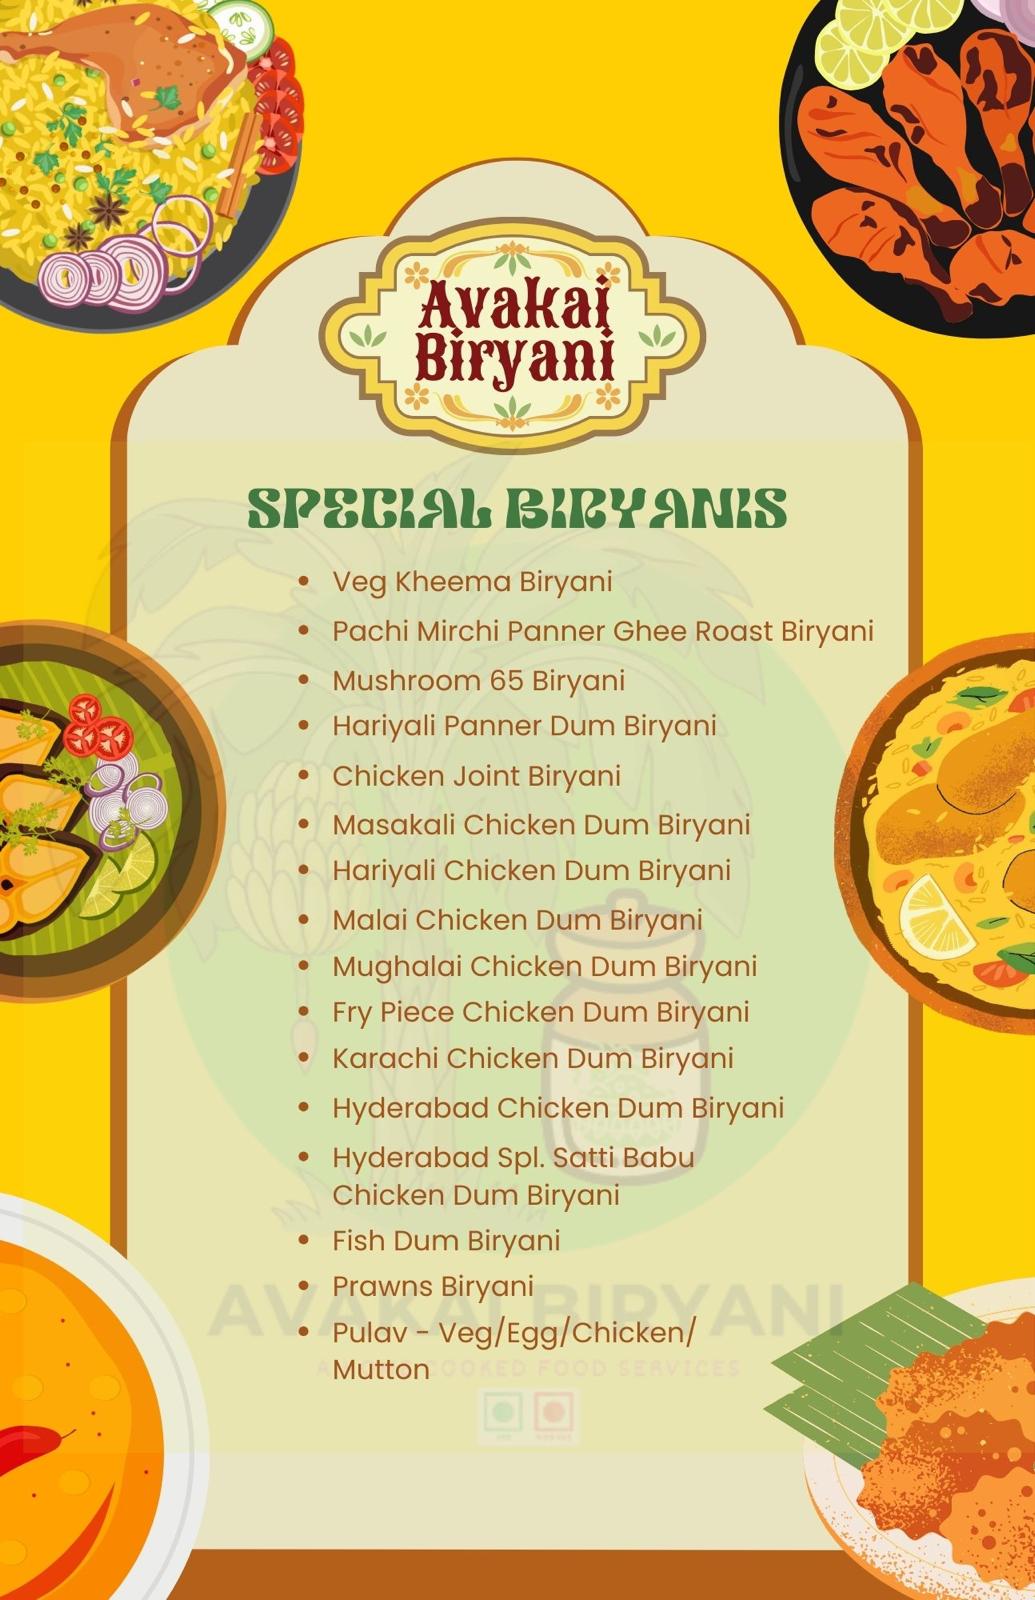 Avakai
Biryani
SPECIAL BIRYANIS
• Veg Kheema Biryani
• Pachi Mirchi Panner Ghee Roast Biryani
• Mushroom 65 Biryani
• Hariyali Panner Dum Biryani
• Chicken Joint Biryani
• Masakali Chicken Dum Biryani
• Hariyali Chicken Dum Biryani
• Malai Chicken Dum Biryani
• Mughalai Chicken Dum Biryani
• Fry Piece Chicken Dum Biryani
• Karachi Chicken Dum Biryani
• Hyderabad Chicken Dum Biryani
• Hyderabad Spl. Satti Babu
Chicken Dum Biryani
• Fish Dum Biryani
• Prawns Biryani
AVAKAI BIRYANI
• Pulav - Veg/Egg/Chicken/
Mutton
COOKED FOOD SERVICES